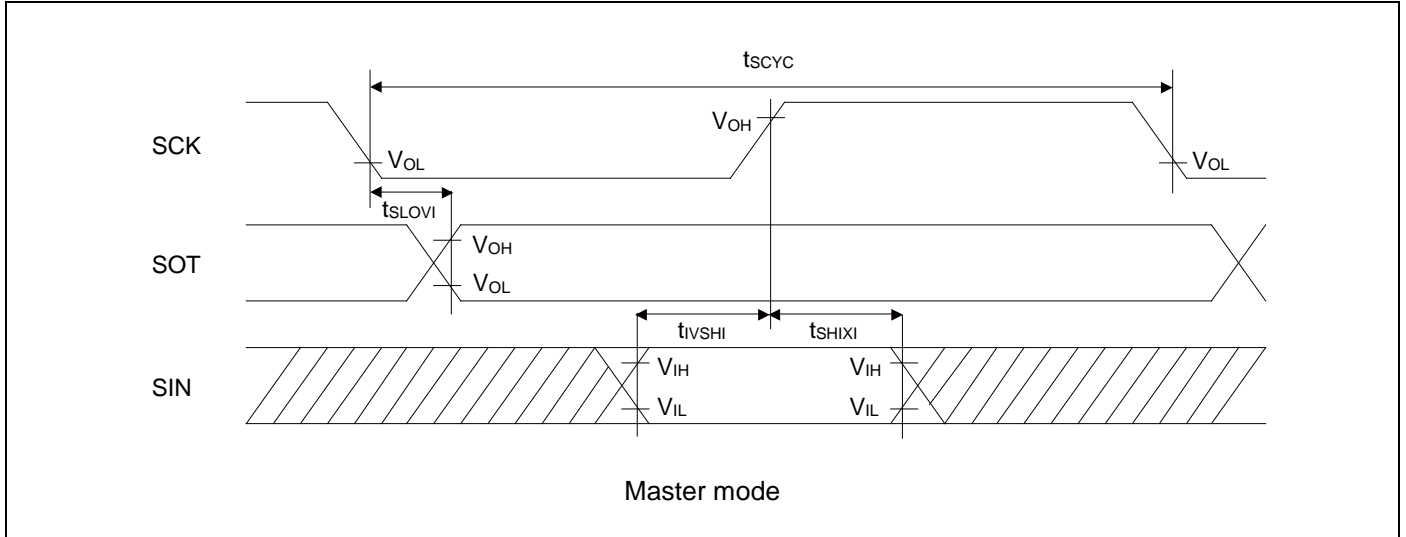 tSCYC
SCK
VOH
VOL
VOL
tSLOVI
SOT
VOH
VOL
tIVSHI
tSHIXI
SIN
VIH
VIH
VIL
VIL
Master mode